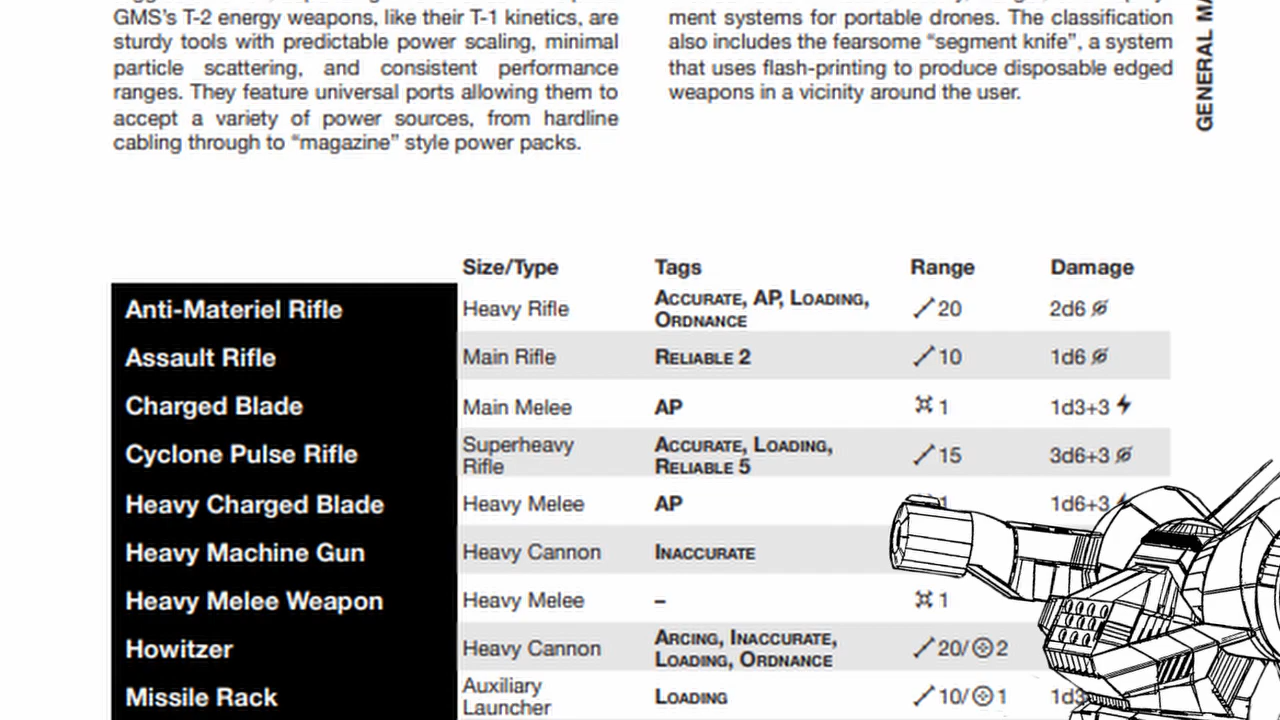 GMS's T-2 energy weapons, like their T-1 kinetics, are
sturdy tools with predictable power scaling, minimal
particle scattering, and consistent performance
ranges. They feature universal ports allowing them to
accept a variety of power sources, from hardline
cabling through to “magazine” style power packs.
ment systems for portable drones. The classification
also includes the fearsome “segment knife”, a system
that uses flash-printing to produce disposable edged
weapons in a vicinity around the user.
GENERAL MA
Size/Type Tags Range Damage
Anti-Materiel Rifle Heavy Rifle ACCURATE, AP, LOADING, ORDNANCE 20 2d6
Assault Rifle Main Rifle RELIABLE 2 10 1d6
Charged Blade Main Melee AP 1 1d3+3
Cyclone Pulse Rifle Superheavy Rifle ACCURATE, LOADING, RELIABLE 5 15 3d6+3
Heavy Charged Blade Heavy Melee AP 1 1d6+3
Heavy Machine Gun Heavy Cannon INACCURATE
Heavy Melee Weapon Heavy Melee – 1
Howitzer Heavy Cannon ARCING, INACCURATE, LOADING, ORDNANCE 20/ 2
Missile Rack Auxiliary Launcher LOADING 10/ 1 1d3